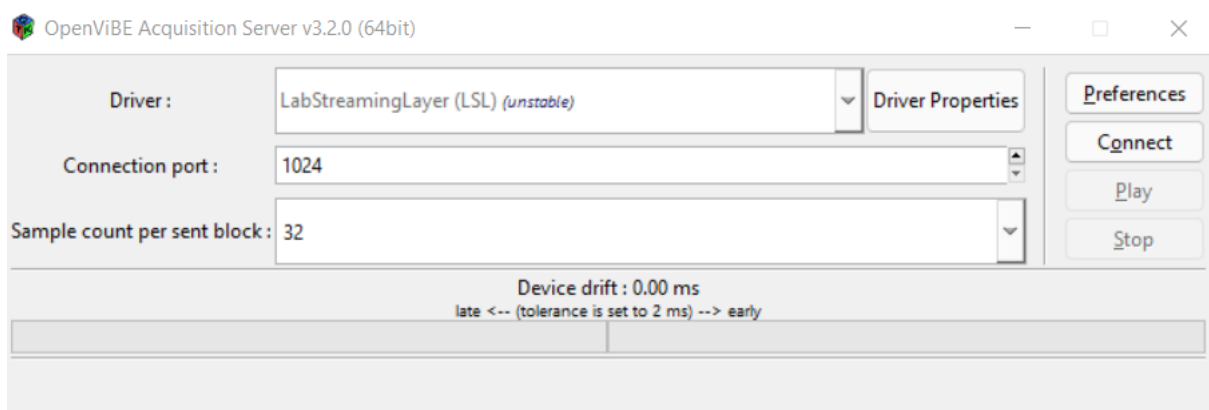 OpenViBE Acquisition Server v3.2.0 (64bit)
Driver :
LabStreamingLayer (LSL) (unstable)
Driver Properties
Preferences
Connection port :
1024
Connect
Play
Sample count per sent block :
32
Stop
Device drift : 0.00 ms
late <-- (tolerance is set to 2 ms) --> early